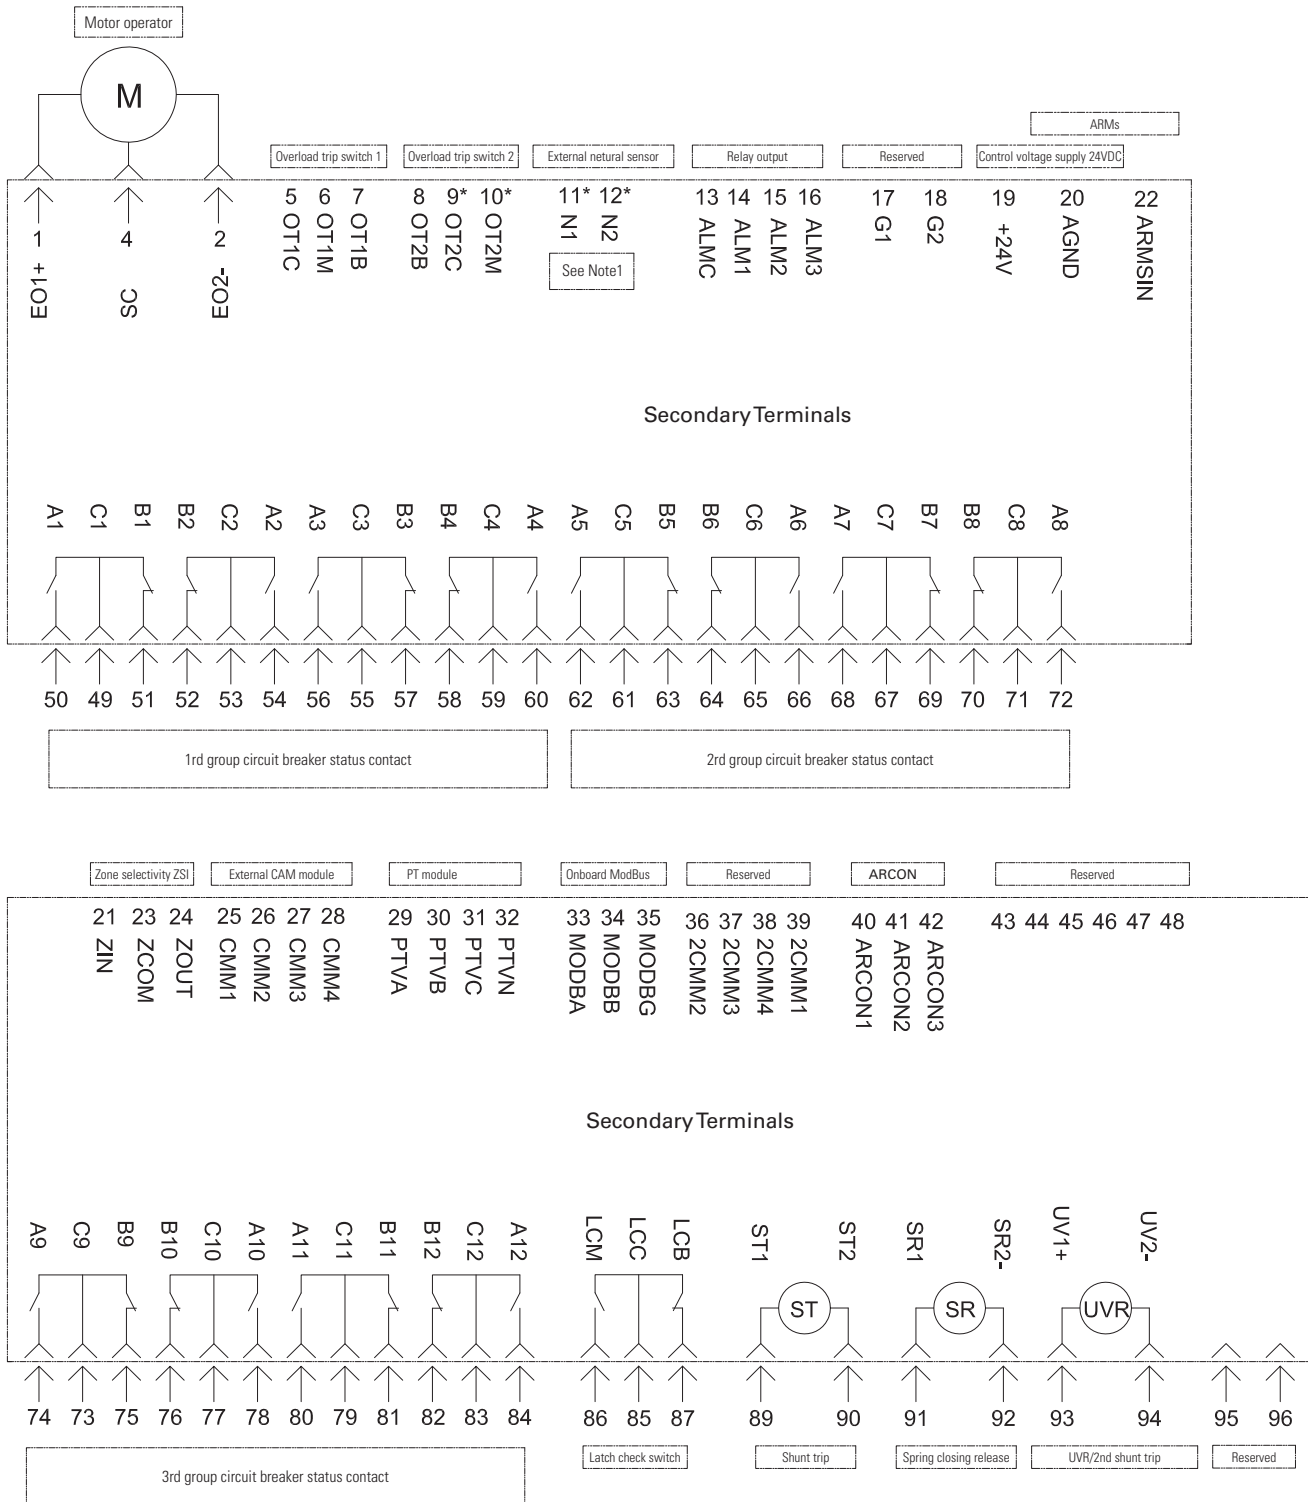 Motor operator
M
ARMs
Overload trip switch 1 Overload trip switch 2 External netural sensor Relay output Reserved Control voltage supply 24VDC
1 4 2 5 6 7 8 9* 10* 11* 12* 13 14 15 16 17 18 19 20 22
EO1+ SC EO2- OT1C OT1M OT1B OT2B OT2C OT2M N1 N2 ALMC ALM1 ALM2 ALM3 G1 G2 +24V AGND ARMSIN
See Note1
Secondary Terminals
A1 C1 B1 B2 C2 A2 A3 C3 B3 B4 C4 A4 A5 C5 B5 B6 C6 A6 A7 C7 B7 B8 C8 A8
50 49 51 52 53 54 56 55 57 58 59 60 62 61 63 64 65 66 68 67 69 70 71 72
1rd group circuit breaker status contact 2rd group circuit breaker status contact
Zone selectivity ZSI External CAM module PT module Onboard ModBus Reserved ARCON Reserved
21 23 24 25 26 27 28 29 30 31 32 33 34 35 36 37 38 39 40 41 42 43 44 45 46 47 48
ZIN ZCOM ZOUT CMM1 CMM2 CMM3 CMM4 PTVA PTVB PTVC PTVN MODBA MODBB MODBG 2CMM2 2CMM3 2CMM4 2CMM1 ARCON1 ARCON2 ARCON3
Secondary Terminals
A9 C9 B9 B10 C10 A10 A11 C11 B11 B12 C12 A12 LCM LCC LCB ST1 ST2 SR1 SR2- UV1+ UV2-
ST SR UVR
74 73 75 76 77 78 80 79 81 82 83 84 86 85 87 89 90 91 92 93 94 95 96
Latch check switch Shunt trip Spring closing release UVR/2nd shunt trip Reserved
3rd group circuit breaker status contact